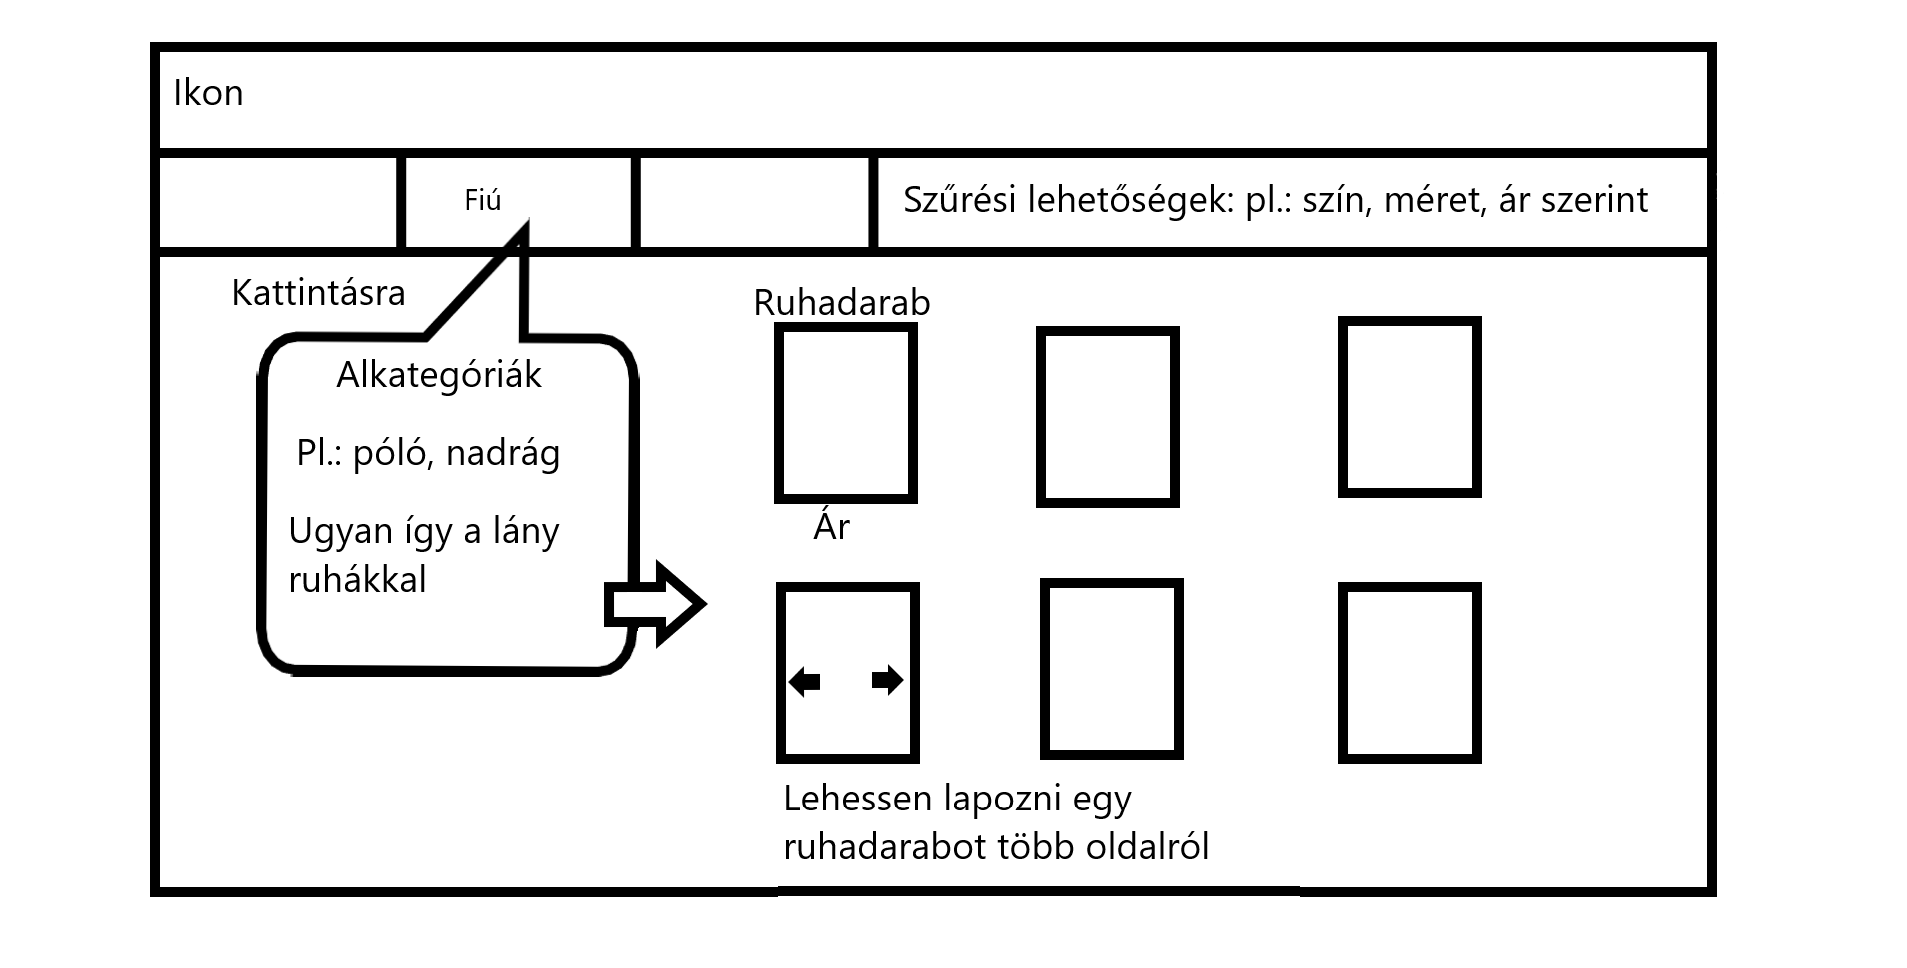 Ikon
Fiú
Szűrési lehetőségek: pl.: szín, méret, ár szerint
Kattintásra
Alkategóriák
Pl.: póló, nadrág
Ugyan így a lány
ruhákkal
Ruhadarab
Ár
Lehessen lapozni egy
ruhadarabot több oldalról